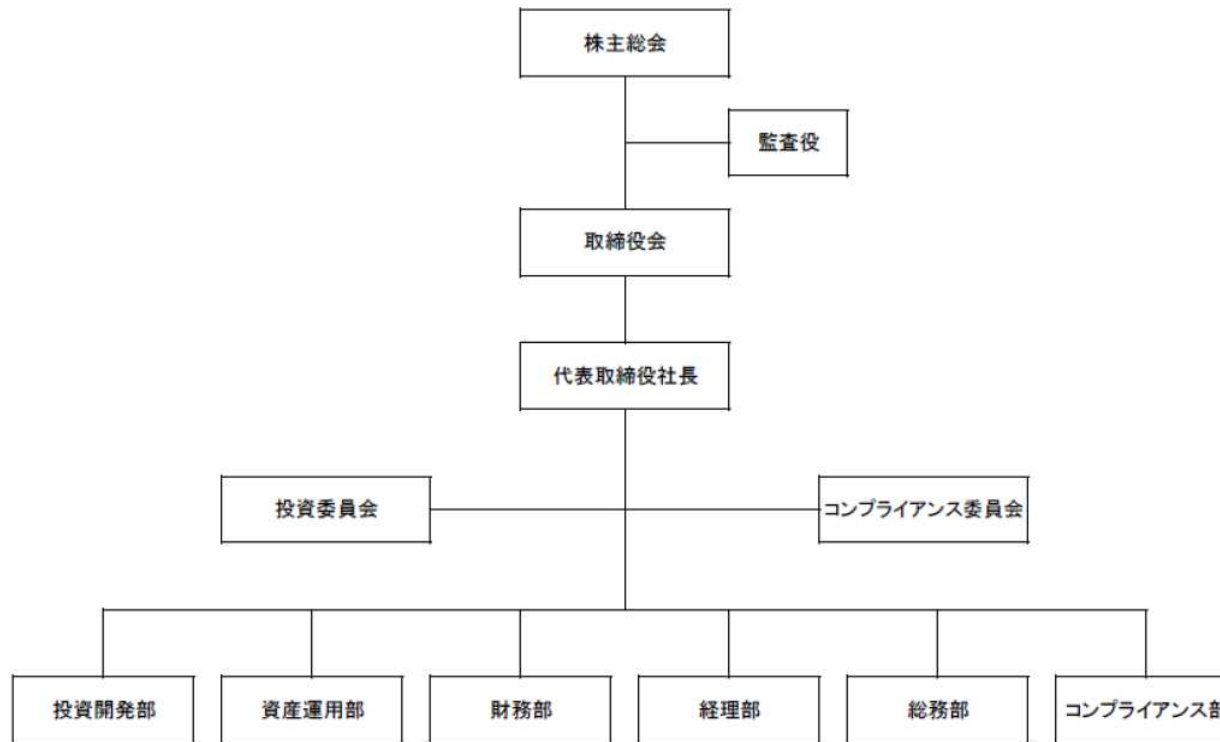 株主総会
監査役
取締役会
代表取締役社長
投資委員会
コンプライアンス委員会
投資開発部
資産運用部
財務部
経理部
総務部
コンプライアンス部